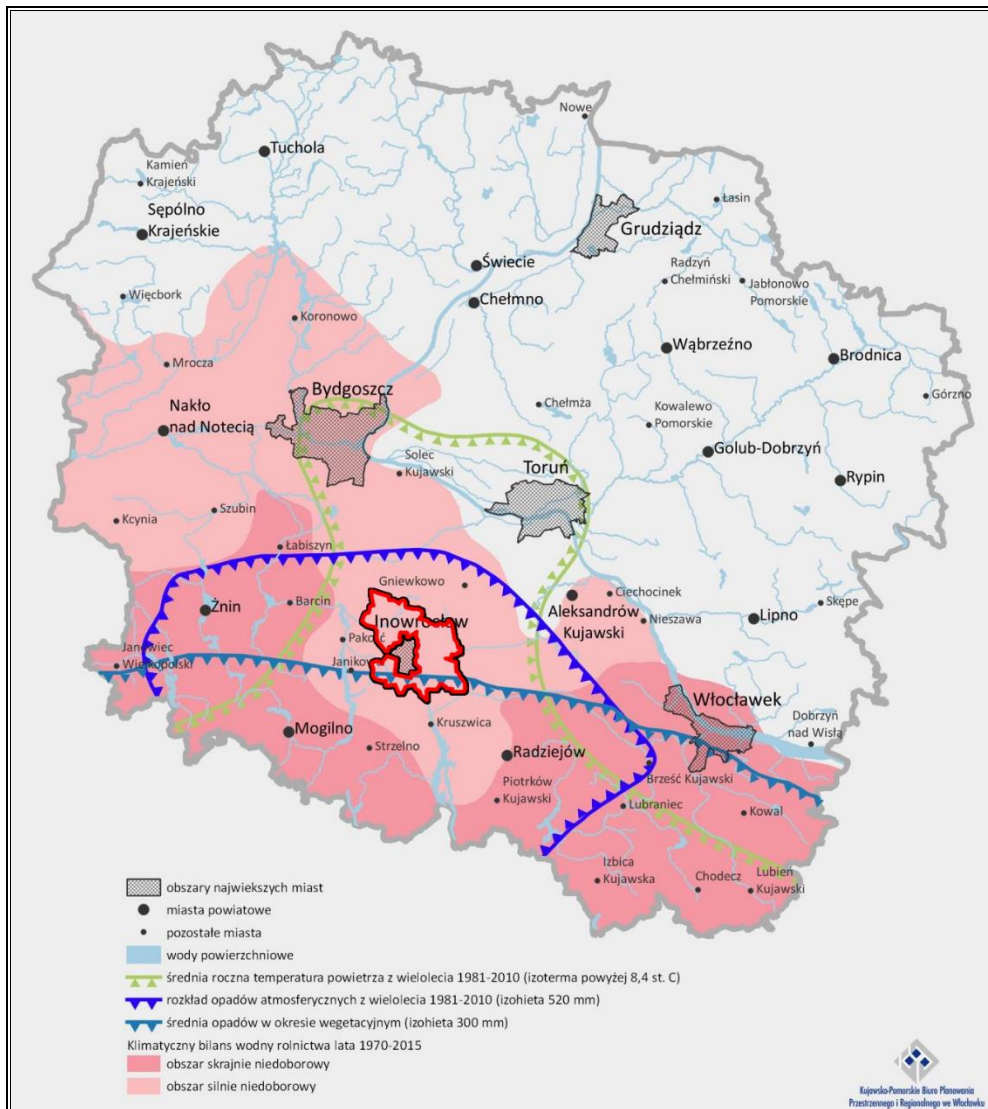 Nowe
Tuchola
Kamień
Krajeński
Łasin
Sępólno
Krajeńskie
Grudziądz
Świecie
Radzyń
Chełmiński
Jabłonowo
Pomorskie
Więcbork
Chełmno
Koronowo
Wąbrzeźno
Brodnica
Mrocza
Bydgoszcz
Górzno
Chełmża
Nakło
nad Notecią
Kowalewo
Pomorskie
Golub-Dobrzyń
Solec
Kujawski
Toruń
Rypin
Szubin
Kcynia
Łabiszyn
Gniewkowo
Ciechocinek
Żnin
Barcin
Aleksandrów
Kujawski
Skępe
Inowrocław
Nieszawa
Lipno
Pakość
Janowiec
Wielkopolski
Janikowo
Włocławek
Kruszwica
Dobrzyń
nad Wisłą
Mogilno
Strzelno
Radziejów
Brześć Kujawski
Piotrków
Kujawski
Lubraniec
Kowal
Izbica
Kujawska
Chodecz
Lubień
Kujawski
obszary najwiekszych miast
miasta powiatowe
pozostałe miasta
wody powierzchniowe
średnia roczna temperatura powietrza z wielolecia 1981-2010 (izoterma powyżej 8,4 st. C)
rozkład opadów atmosferycznych z wielolecia 1981-2010 (izohieta 520 mm)
średnia opadów w okresie wegetacyjnym (izohieta 300 mm)
Klimatyczny bilans wodny rolnictwa lata 1970-2015
obszar skrajnie niedoborowy
obszar silnie niedoborowy
Kujawsko-Pomorskie Biuro Planowania
Przestrzennego i Regionalnego we Włocławku